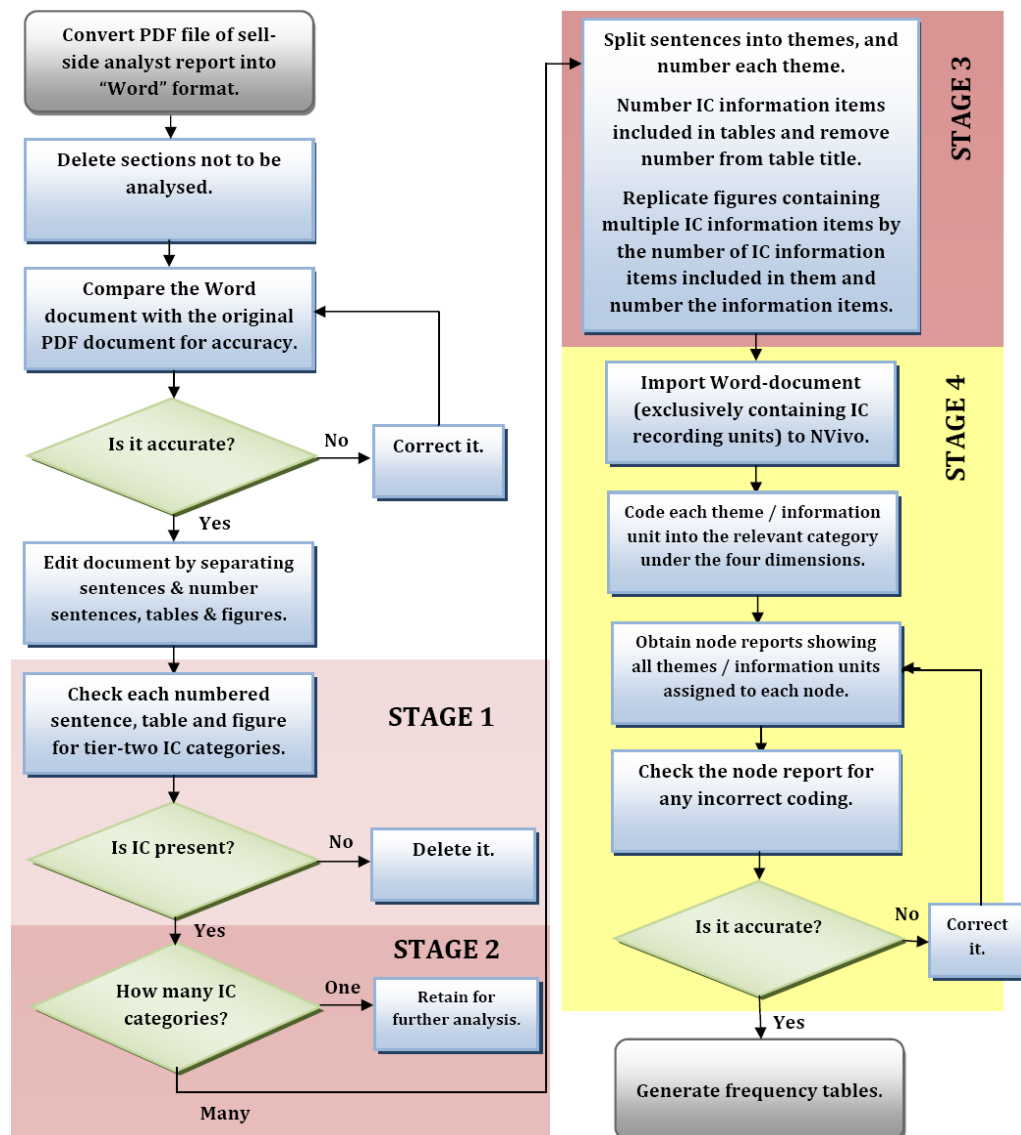 Convert PDF file of sell-
side analyst report into
“Word” format.
Delete sections not to be
analysed.
Compare the Word
document with the original
PDF document for accuracy.
Is it accurate?
No
Correct it.
Yes
Edit document by separating
sentences & number
sentences, tables & figures.
Check each numbered
sentence, table and figure
for tier-two IC categories.
STAGE 1
Is IC present?
No
Delete it.
Yes
STAGE 2
How many IC
categories?
One
Retain for
further analysis.
Many
Split sentences into themes, and
number each theme.
Number IC information items
included in tables and remove
number from table title.
Replicate figures containing
multiple IC information items by
the number of IC information
items included in them and
number the information items.
STAGE 3
Import Word-document
(exclusively containing IC
recording units) to NVivo.
STAGE 4
Code each theme / information
unit into the relevant category
under the four dimensions.
Obtain node reports showing
all themes / information units
assigned to each node.
Check the node report for
any incorrect coding.
Is it accurate?
No
Correct
it.
Yes
Generate frequency tables.